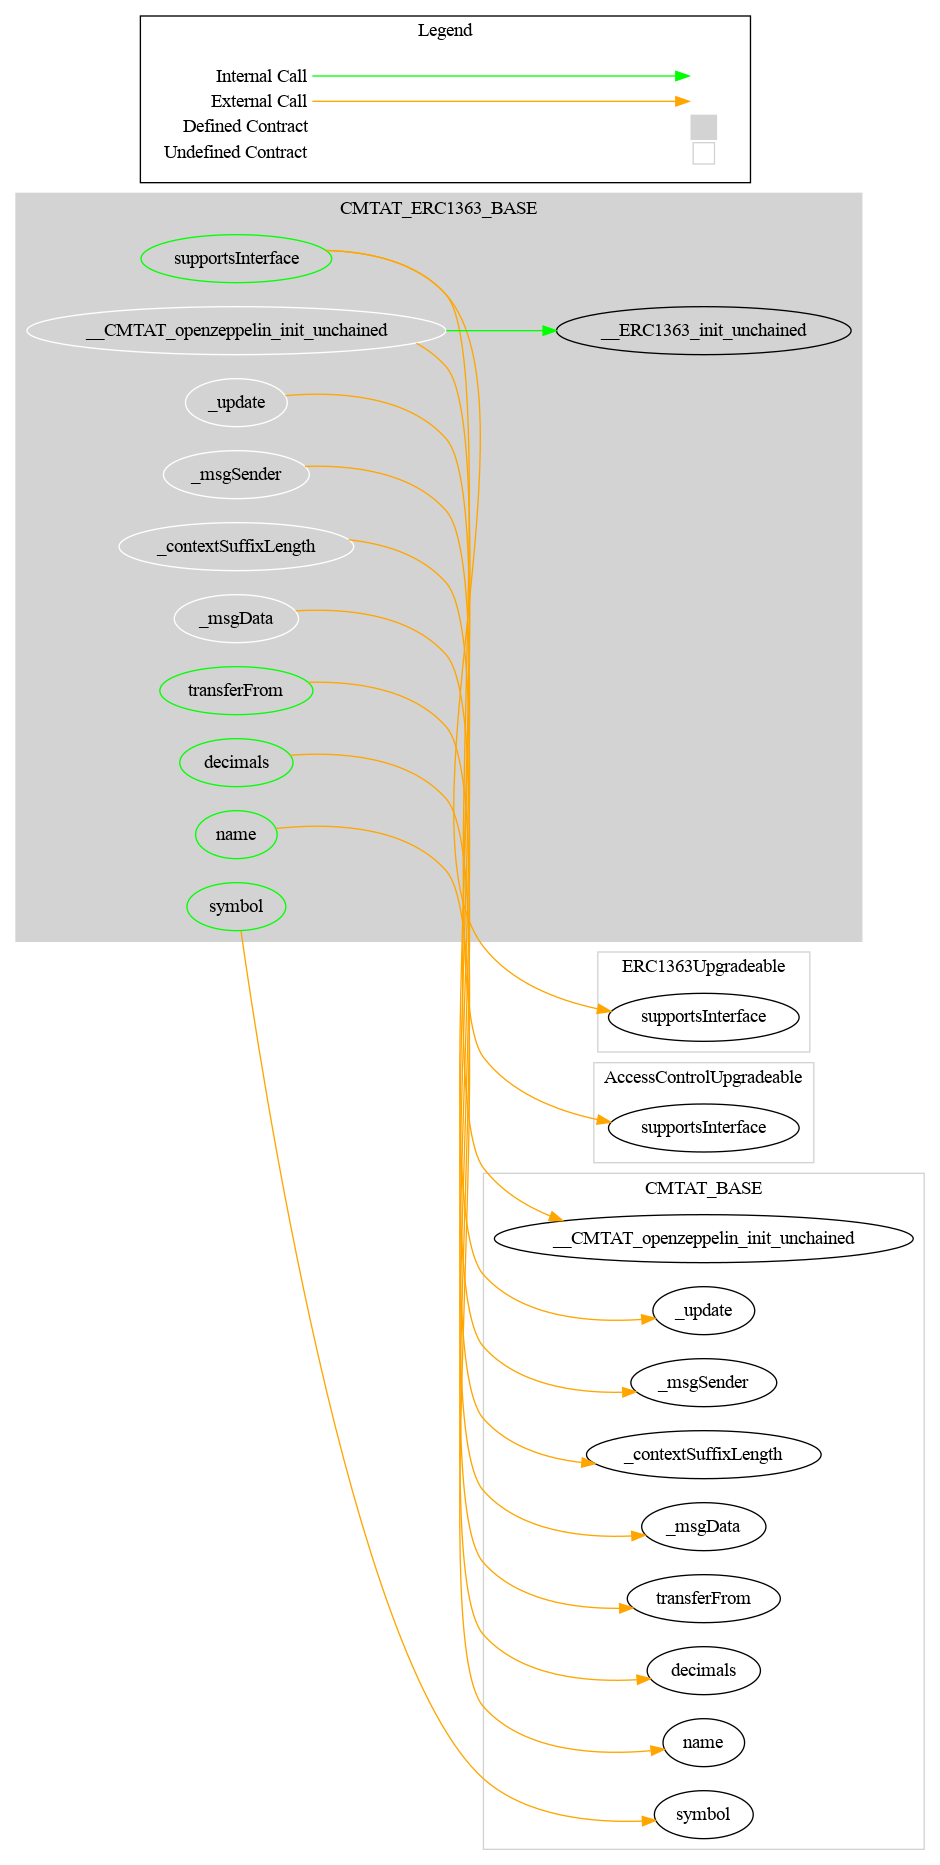 Legend
Internal Call
External Call
Defined Contract
Undefined Contract
CMTAT_ERC1363_BASE
supportsInterface
__CMTAT_openzeppelin_init_unchained
__ERC1363_init_unchained
_update
_msgSender
_contextSuffixLength
_msgData
transferFrom
decimals
name
symbol
ERC1363Upgradeable
supportsInterface
AccessControlUpgradeable
supportsInterface
CMTAT_BASE
__CMTAT_openzeppelin_init_unchained
_update
_msgSender
_contextSuffixLength
_msgData
transferFrom
decimals
name
symbol